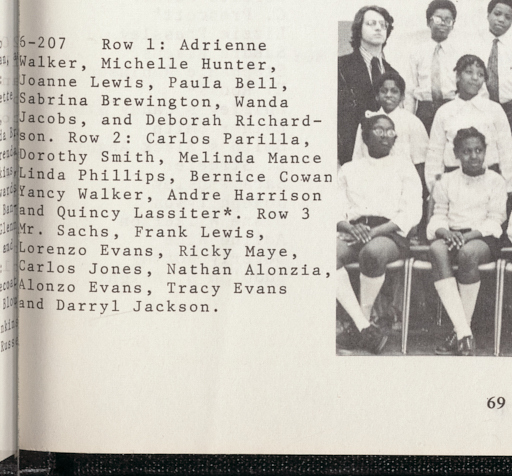 6-207 Row 1: Adrienne
Walker, Michelle Hunter,
Joanne Lewis, Paula Bell,
Sabrina Brewington, Wanda
Jacobs, and Deborah Richard-
son. Row 2: Carlos Parilla,
Dorothy Smith, Melinda Mance
Linda Phillips, Bernice Cowan
Yancy Walker, Andre Harrison
and Quincy Lassiter*. Row 3
Mr. Sachs, Frank Lewis,
Lorenzo Evans, Ricky Maye,
Carlos Jones, Nathan Alonzia,
Alonzo Evans, Tracy Evans
and Darryl Jackson.
69